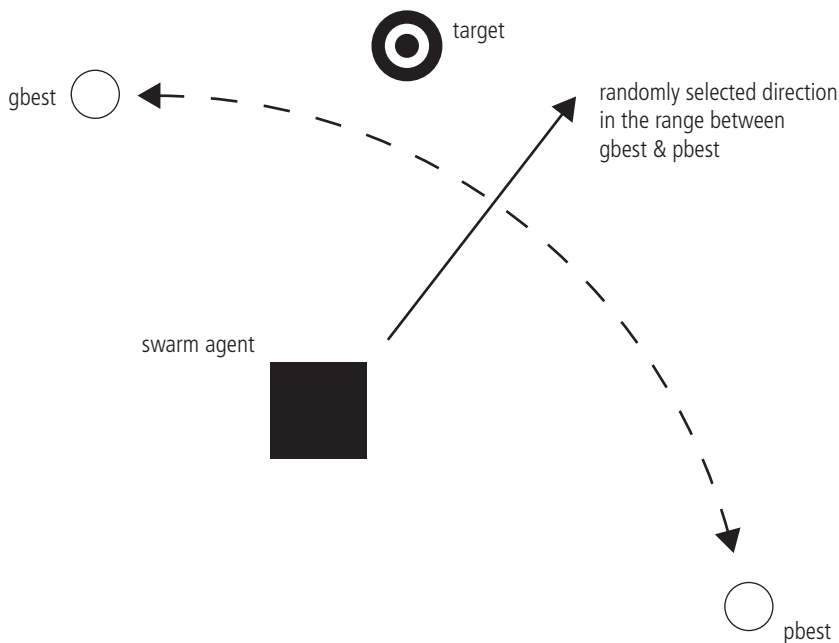 target
gbest
randomly selected direction
in the range between
gbest & pbest
swarm agent
pbest